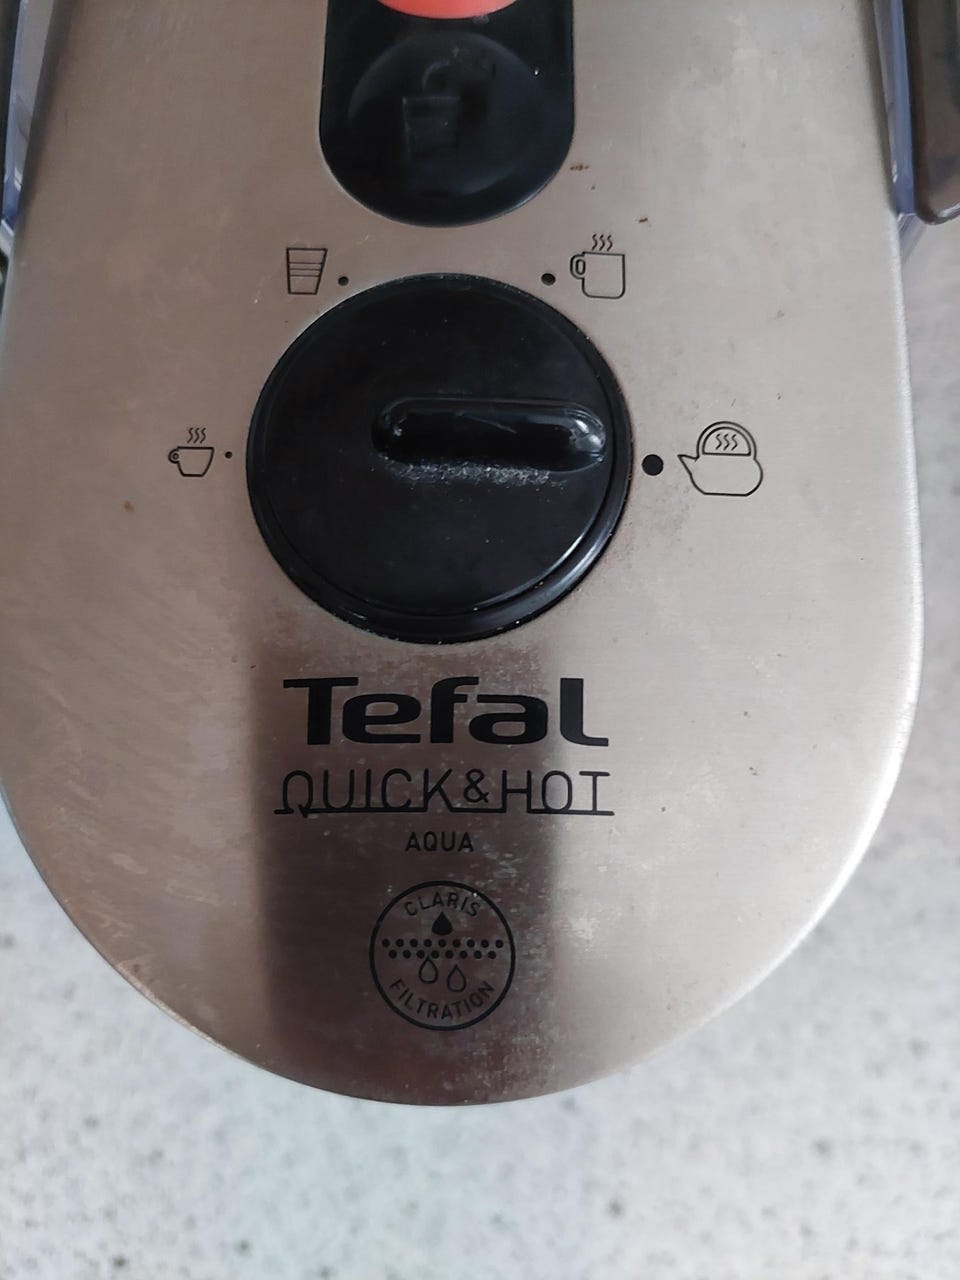 Tefal
QUICK&HOT
AQUA
CLARIS
FILTRATION